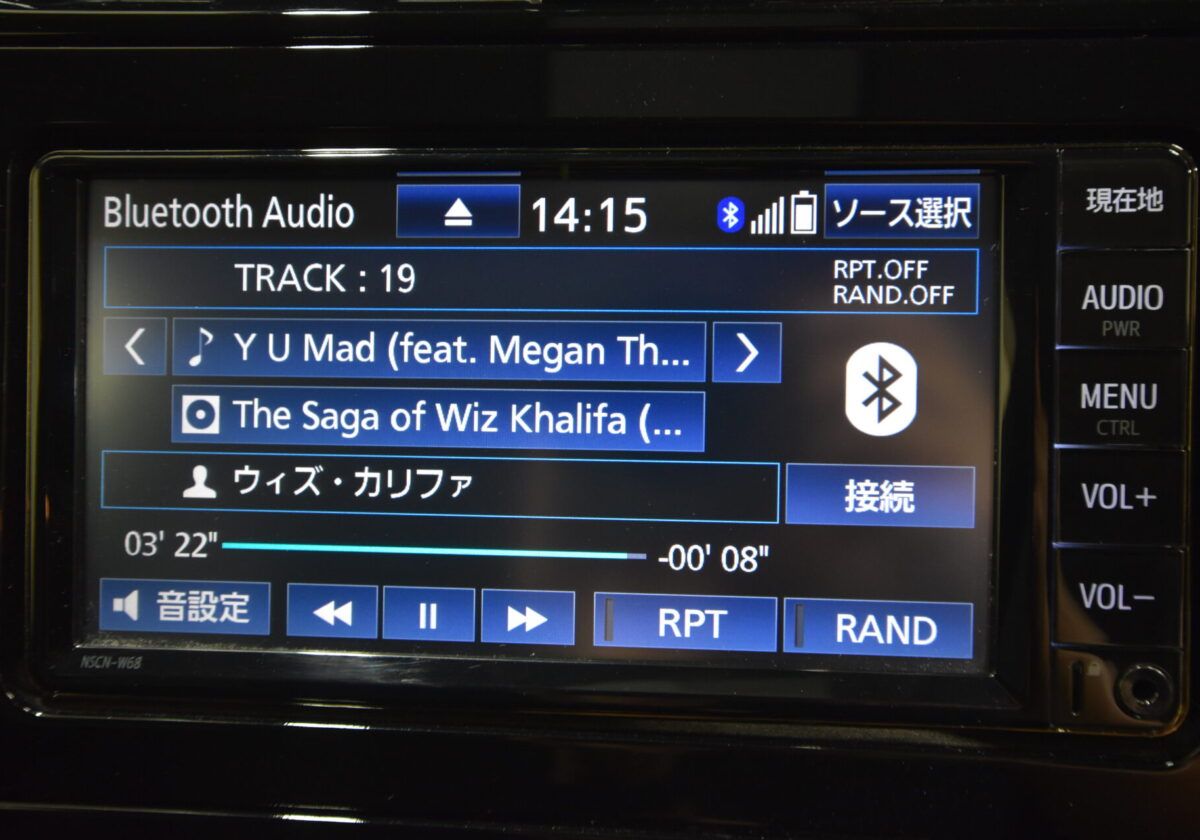 Bluetooth Audio 14:15 ソース選択
TRACK : 19
RPT.OFF
RAND.OFF
Y U Mad (feat. Megan Th...
The Saga of Wiz Khalifa (...
ウィズ・カリファ
接続
03' 22" -00' 08"
音設定 RPT RAND
NSCN-W68
現在地
AUDIO
PWR
MENU
CTRL
VOL+
VOL−